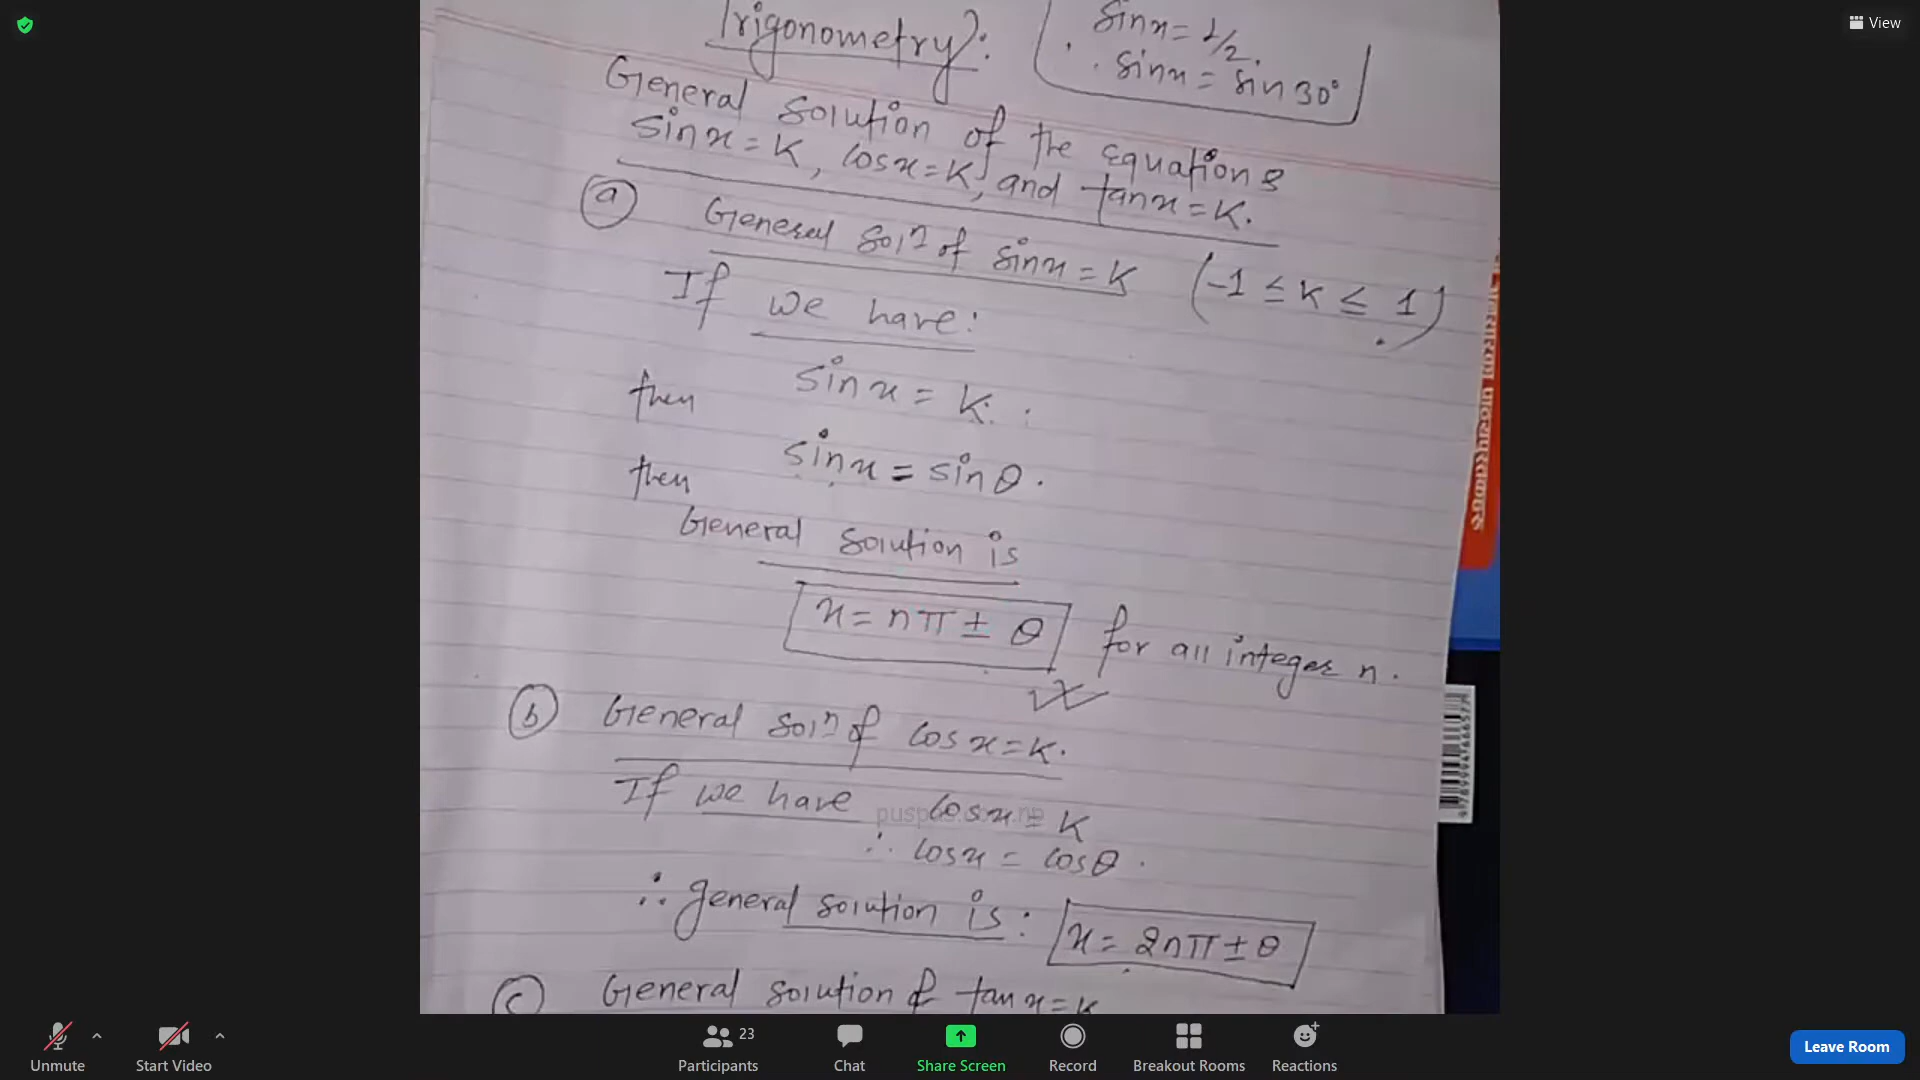 View
Trigonometry:
sinx = 1/2.
∴ sinx = sin30°
General solution of the equations
sinx = K, cosx = K, and tanx = K.
(a) General solⁿ of sinx = K (-1 ≤ K ≤ 1)
If we have:
sinx = K.
then
sinx = sinθ.
then
General solution is
x = nπ ± θ for all integer n.
(b) General solⁿ of cosx = K.
If we have cosx = K
∴ cosx = cosθ.
∴ general solution is: x = 2nπ ± θ
(c) General solution of tanx = K
Unmute
Start Video
Participants
23
Chat
Share Screen
Record
Breakout Rooms
Reactions
Leave Room